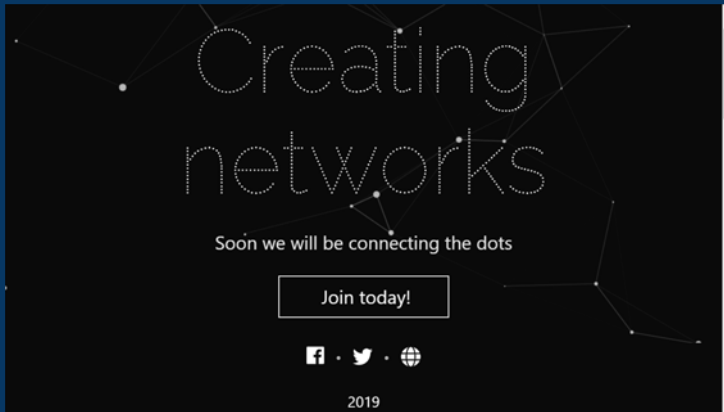 Creating
networks
Soon we will be connecting the dots
Join today!
2019